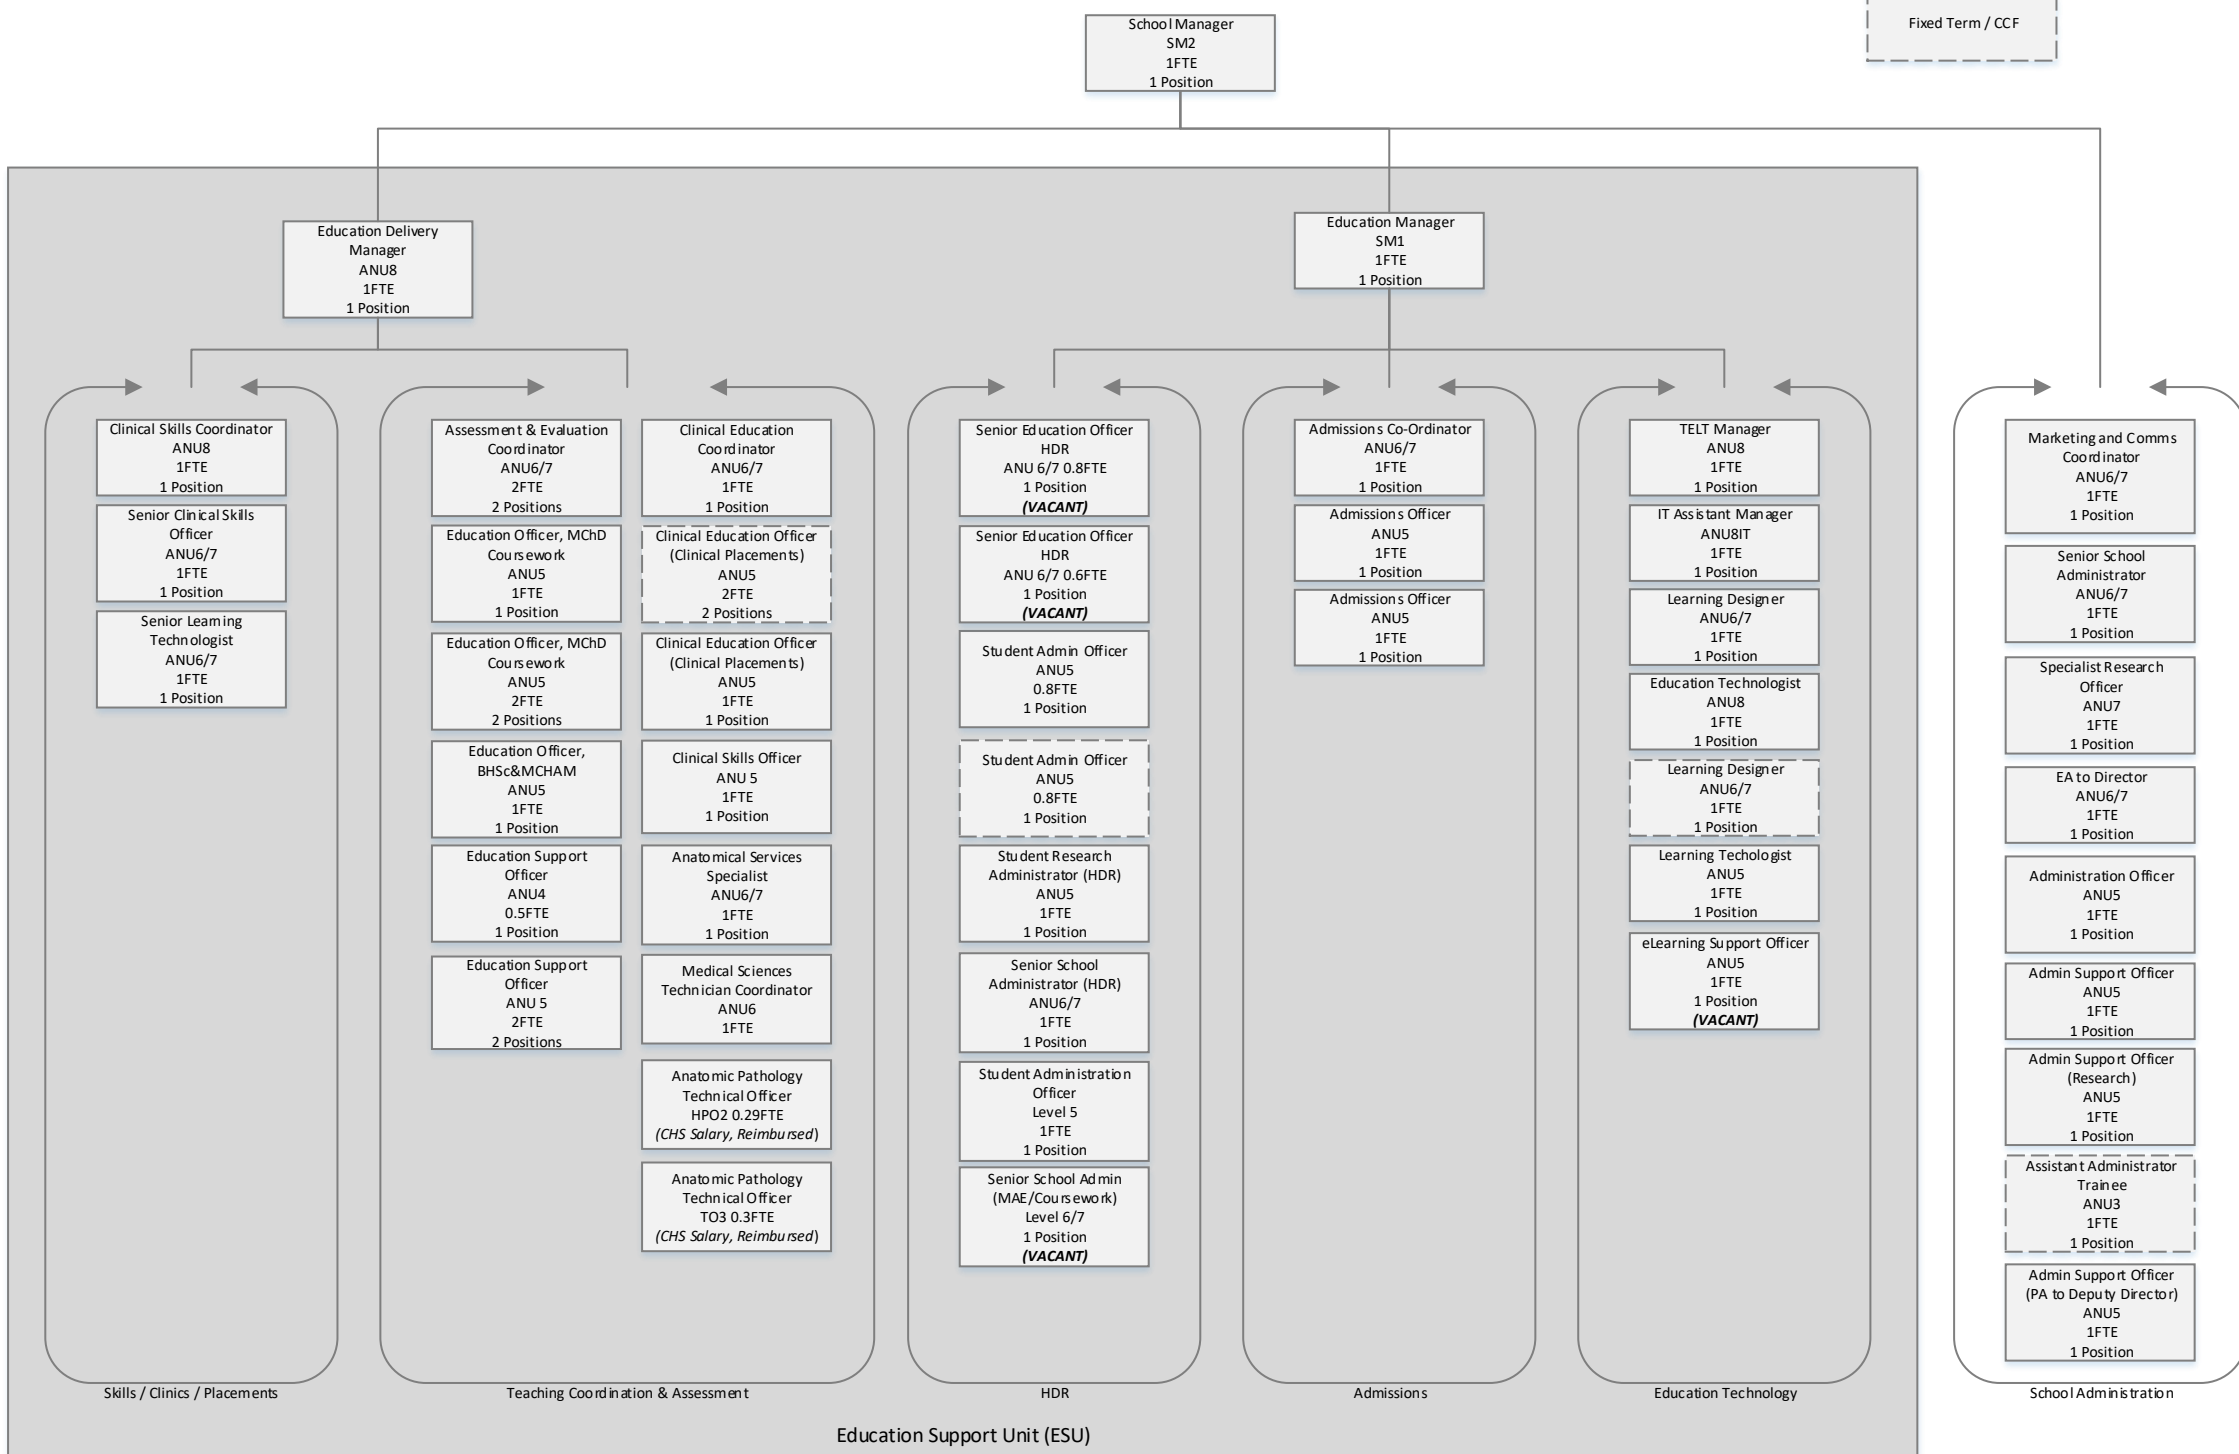 Fixed Term / CCF
School Manager
SM2
1FTE
1 Position
Education Delivery
Manager
ANU8
1FTE
1 Position
Education Manager
SM1
1FTE
1 Position
Clinical Skills Coordinator
ANU8
1FTE
1 Position
Senior Clinical Skills
Officer
ANU6/7
1FTE
1 Position
Senior Learning
Technologist
ANU6/7
1FTE
1 Position
Skills / Clinics / Placements
Assessment & Evaluation
Coordinator
ANU6/7
2FTE
2 Positions
Education Officer, MChD
Coursework
ANU5
1FTE
1 Position
Education Officer, MChD
Coursework
ANU5
2FTE
2 Positions
Education Officer,
BHSc&MCHAM
ANU5
1FTE
1 Position
Education Support
Officer
ANU4
0.5FTE
1 Position
Education Support
Officer
ANU 5
2FTE
2 Positions
Clinical Education
Coordinator
ANU6/7
1FTE
1 Position
Clinical Education Officer
(Clinical Placements)
ANU5
2FTE
2 Positions
Clinical Education Officer
(Clinical Placements)
ANU5
1FTE
1 Position
Clinical Skills Officer
ANU 5
1FTE
1 Position
Anatomical Services
Specialist
ANU6/7
1FTE
1 Position
Medical Sciences
Technician Coordinator
ANU6
1FTE
Anatomic Pathology
Technical Officer
HPO2 0.29FTE
(CHS Salary, Reimbursed)
Anatomic Pathology
Technical Officer
TO3 0.3FTE
(CHS Salary, Reimbursed)
Teaching Coordination & Assessment
Senior Education Officer
HDR
ANU 6/7 0.8FTE
1 Position
(VACANT)
Senior Education Officer
HDR
ANU 6/7 0.6FTE
1 Position
(VACANT)
Student Admin Officer
ANU5
0.8FTE
1 Position
Student Admin Officer
ANU5
0.8FTE
1 Position
Student Research
Administrator (HDR)
ANU5
1FTE
1 Position
Senior School
Administrator (HDR)
ANU6/7
1FTE
1 Position
Student Administration
Officer
Level 5
1FTE
1 Position
Senior School Admin
(MAE/Coursework)
Level 6/7
1 Position
(VACANT)
HDR
Admissions Co-Ordinator
ANU6/7
1FTE
1 Position
Admissions Officer
ANU5
1FTE
1 Position
Admissions Officer
ANU5
1FTE
1 Position
Admissions
TELT Manager
ANU8
1FTE
1 Position
IT Assistant Manager
ANU8IT
1FTE
1 Position
Learning Designer
ANU6/7
1FTE
1 Position
Education Technologist
ANU8
1FTE
1 Position
Learning Designer
ANU6/7
1FTE
1 Position
Learning Techologist
ANU5
1FTE
1 Position
eLearning Support Officer
ANU5
1FTE
1 Position
(VACANT)
Education Technology
Marketing and Comms
Coordinator
ANU6/7
1FTE
1 Position
Senior School
Administrator
ANU6/7
1FTE
1 Position
Specialist Research
Officer
ANU7
1FTE
1 Position
EA to Director
ANU6/7
1FTE
1 Position
Administration Officer
ANU5
1FTE
1 Position
Admin Support Officer
ANU5
1FTE
1 Position
Admin Support Officer
(Research)
ANU5
1FTE
1 Position
Assistant Administrator
Trainee
ANU3
1FTE
1 Position
Admin Support Officer
(PA to Deputy Director)
ANU5
1FTE
1 Position
School Administration
Education Support Unit (ESU)